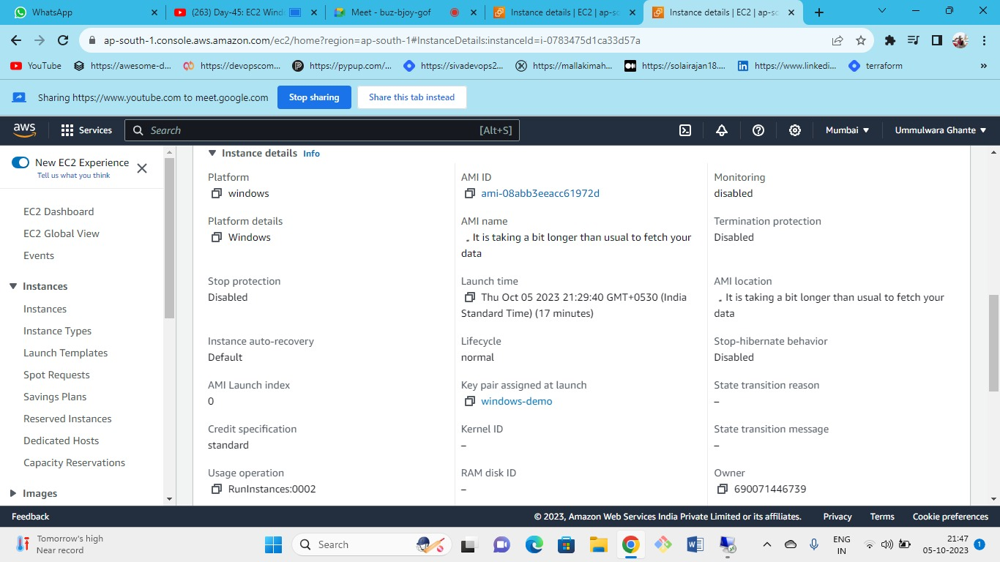 WhatsApp
(263) Day-45: EC2 Wind
Meet - buz-bjoy-gof
Instance details | EC2 | ap-sc
Instance details | EC2 | ap-sc
ap-south-1.console.aws.amazon.com/ec2/home?region=ap-south-1#InstanceDetails:instanceId=i-0783475d1ca33d57a
YouTube
https://awesome-d...
https://devopscom...
https://pypup.com/...
https://sivadevops2...
https://mallakimah...
https://solairajan18....
https://www.linkedi...
terraform
Sharing https://www.youtube.com to meet.google.com
Stop sharing
Share this tab instead
aws
Services
Search
[Alt+S]
Mumbai
Ummulwara Ghante
New EC2 Experience
Tell us what you think
EC2 Dashboard
EC2 Global View
Events
Instances
Instances
Instance Types
Launch Templates
Spot Requests
Savings Plans
Reserved Instances
Dedicated Hosts
Capacity Reservations
Images
Instance details Info
Platform
windows
AMI ID
ami-08abb3eeacc61972d
Monitoring
disabled
Platform details
Windows
AMI name
It is taking a bit longer than usual to fetch your
data
Termination protection
Disabled
Stop protection
Disabled
Launch time
Thu Oct 05 2023 21:29:40 GMT+0530 (India
Standard Time) (17 minutes)
AMI location
It is taking a bit longer than usual to fetch your
data
Instance auto-recovery
Default
Lifecycle
normal
Stop-hibernate behavior
Disabled
AMI Launch index
0
Key pair assigned at launch
windows-demo
State transition reason
–
Credit specification
standard
Kernel ID
–
State transition message
–
Usage operation
RunInstances:0002
RAM disk ID
–
Owner
690071446739
Feedback
© 2023, Amazon Web Services India Private Limited or its affiliates.
Privacy
Terms
Cookie preferences
Tomorrow's high
Near record
Search
ENG
IN
21:47
05-10-2023
1